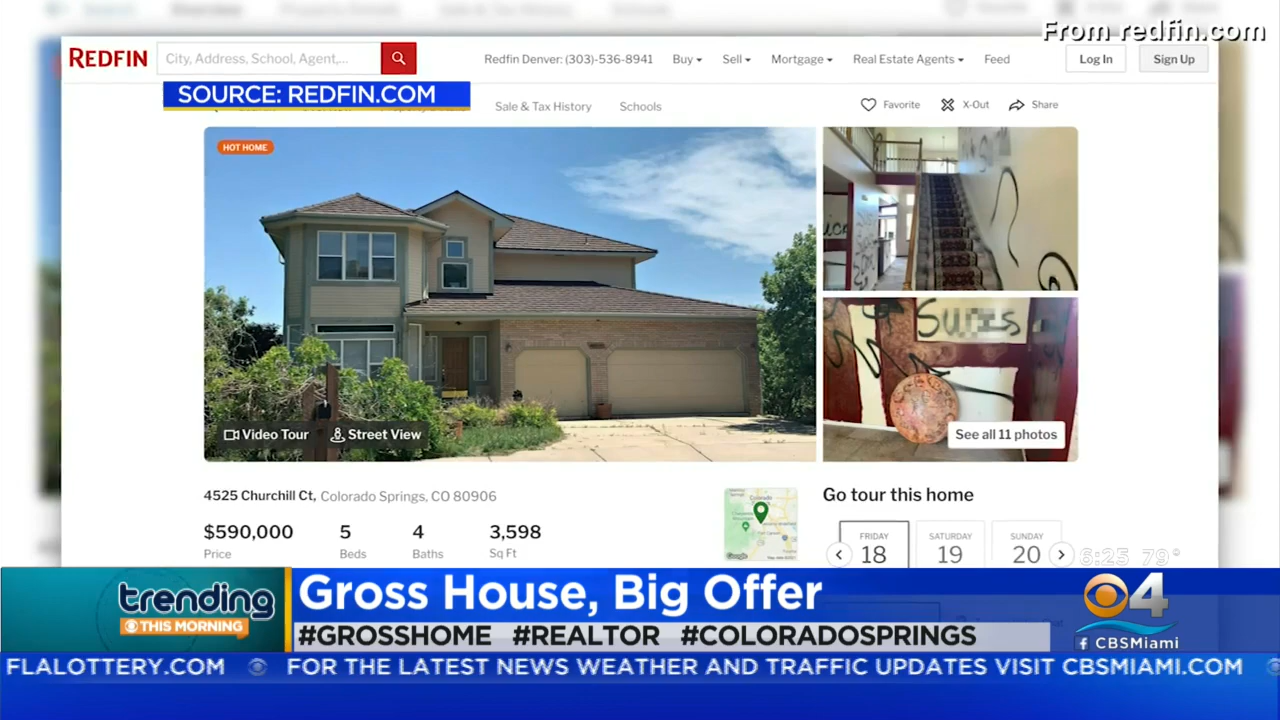 From redfin.com
REDFIN
City, Address, School, Agent,...
Redfin Denver: (303)-536-8941
Buy
Sell
Mortgage
Real Estate Agents
Feed
Log In
Sign Up
SOURCE: REDFIN.COM
Sale & Tax History
Schools
Favorite
X-Out
Share
HOT HOME
Video Tour
Street View
See all 11 photos
4525 Churchill Ct, Colorado Springs, CO 80906
$590,000
Price
5
Beds
4
Baths
3,598
Sq Ft
Google
Go tour this home
FRIDAY
18
SATURDAY
19
SUNDAY
20
6:25 79°
trending
THIS MORNING
Gross House, Big Offer
#GROSSHOME #REALTOR #COLORADOSPRINGS
4
CBSMiami
FLALOTTERY.COM FOR THE LATEST NEWS WEATHER AND TRAFFIC UPDATES VISIT CBSMIAMI.COM